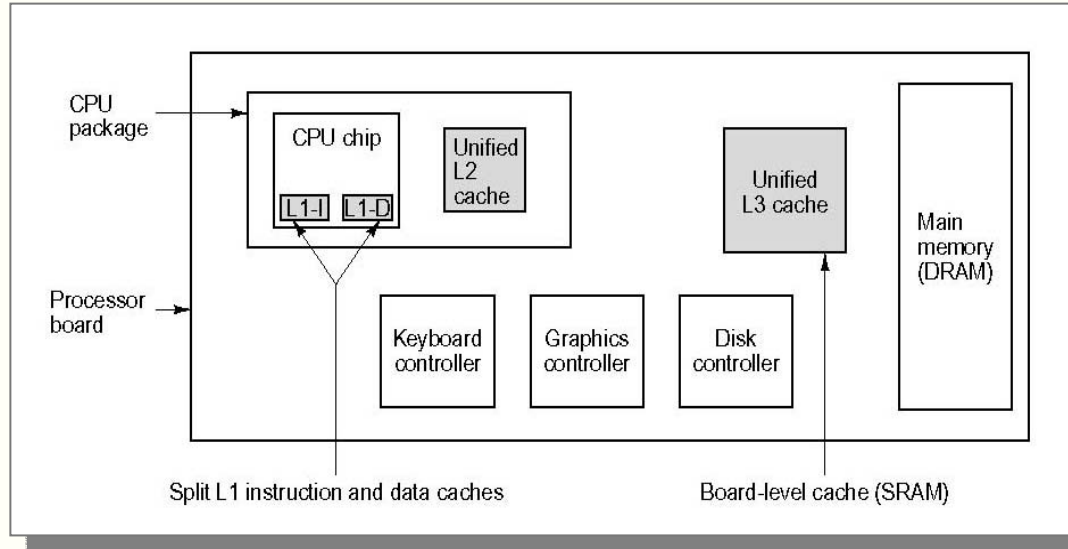 CPU
package
CPU chip
L1-I
L1-D
Unified
L2
cache
Unified
L3 cache
Main
memory
(DRAM)
Processor
board
Keyboard
controller
Graphics
controller
Disk
controller
Split L1 instruction and data caches
Board-level cache (SRAM)